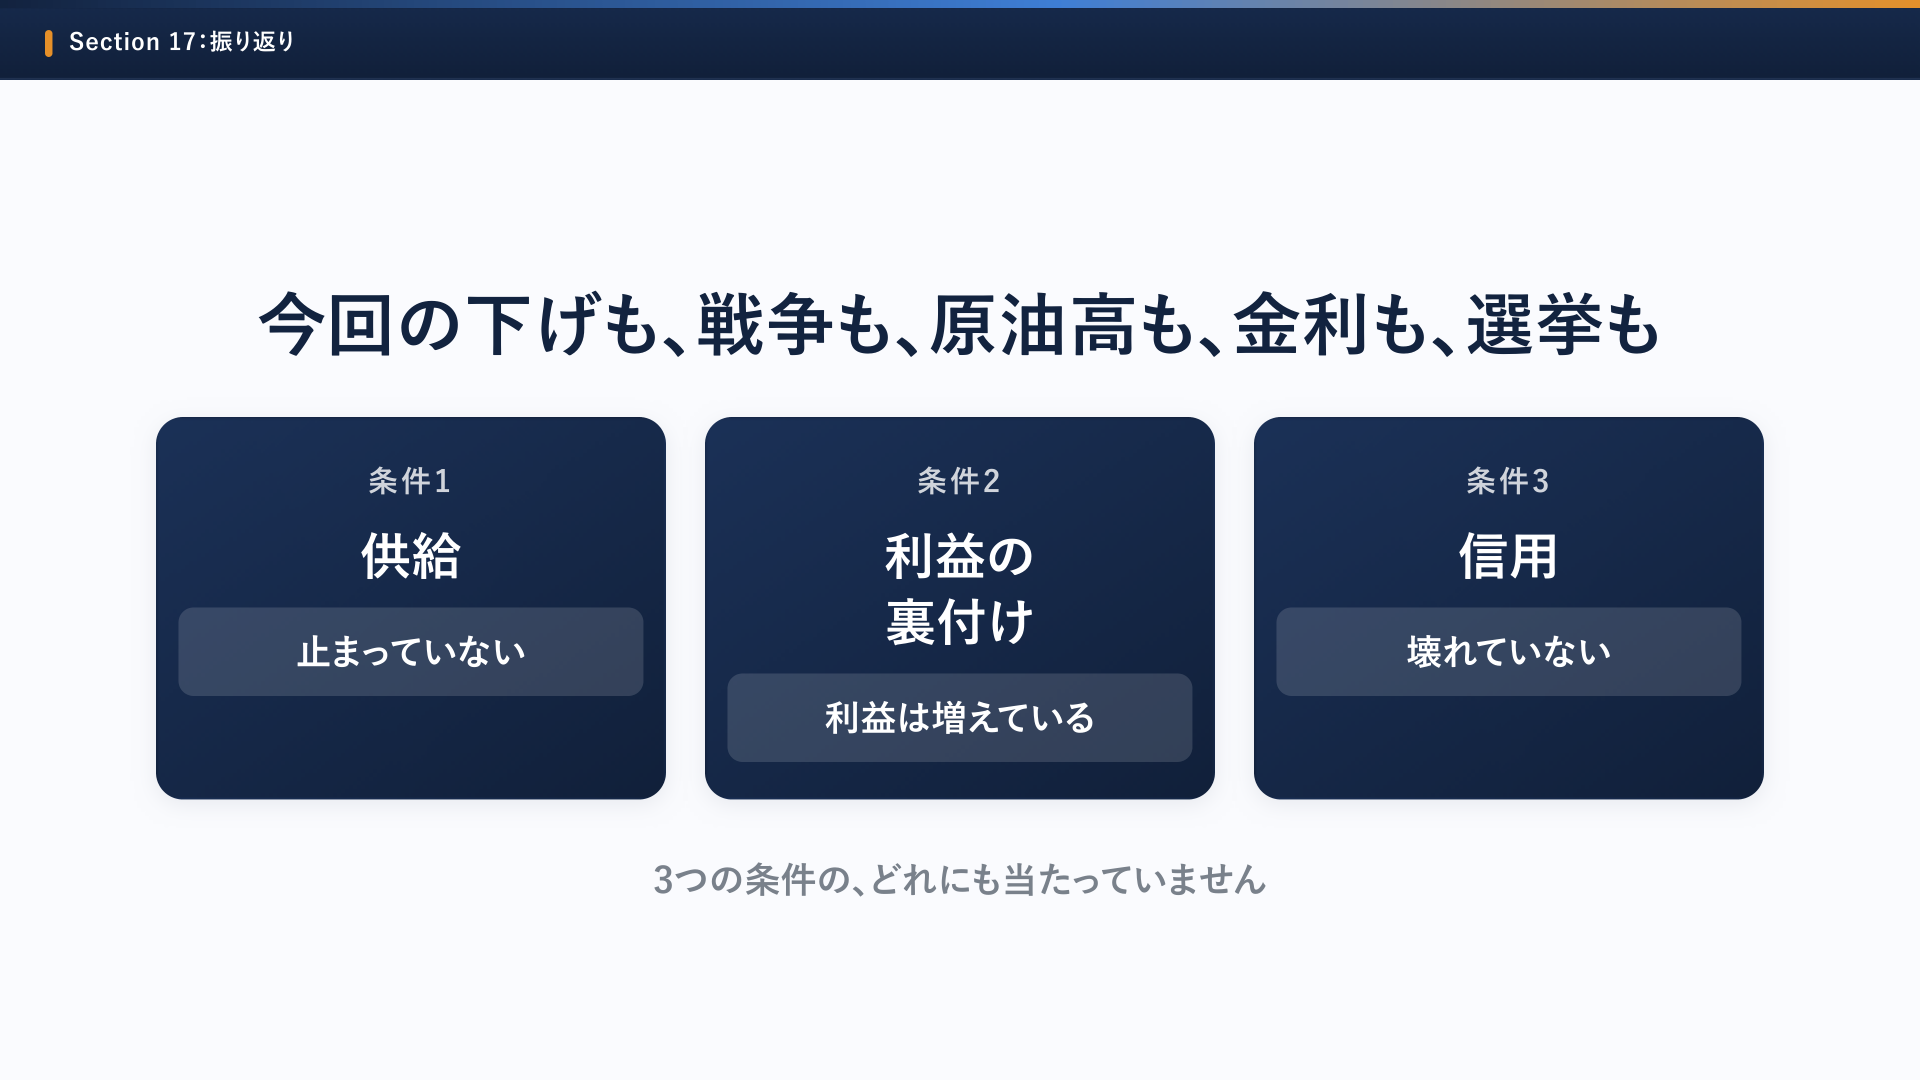 Section 17：振り返り
今回の下げも、戦争も、原油高も、金利も、選挙も
条件1
供給
止まっていない
条件2
利益の
裏付け
利益は増えている
条件3
信用
壊れていない
3つの条件の、どれにも当たっていません